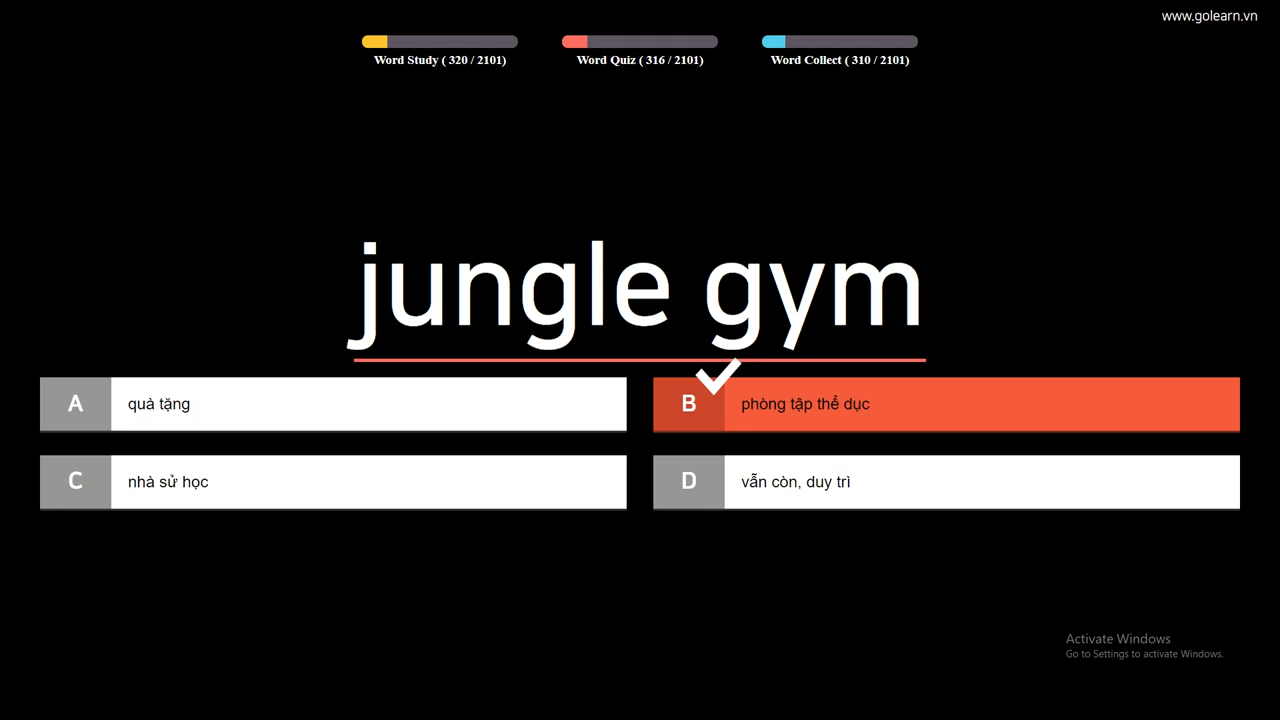 www.golearn.vn
Word Study ( 320 / 2101)
Word Quiz ( 316 / 2101)
Word Collect ( 310 / 2101)
jungle gym
A quà tặng
B phòng tập thể dục
C nhà sử học
D vẫn còn, duy trì
Activate Windows
Go to Settings to activate Windows.